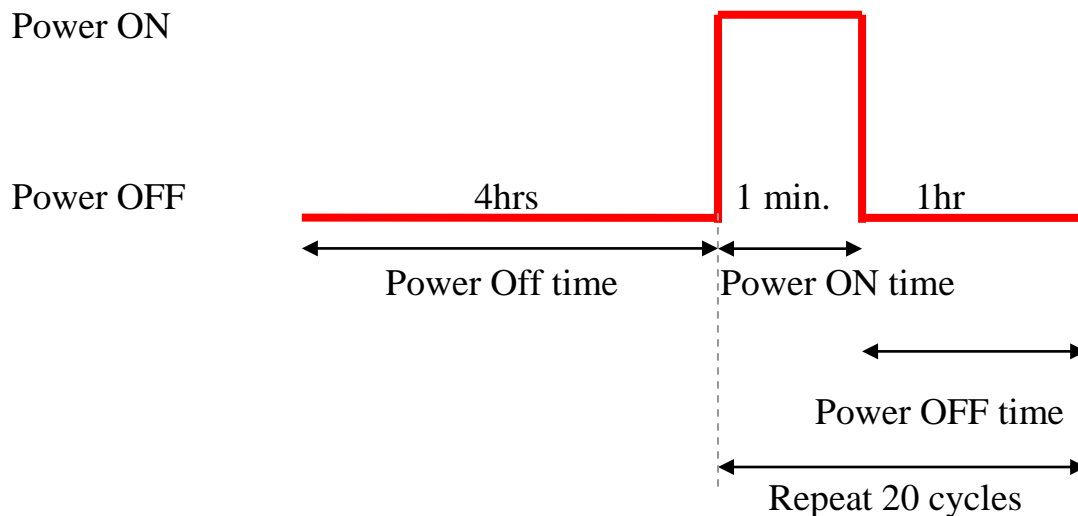 Power ON
Power OFF
4hrs
1 min.
1hr
Power Off time
Power ON time
Power OFF time
Repeat 20 cycles